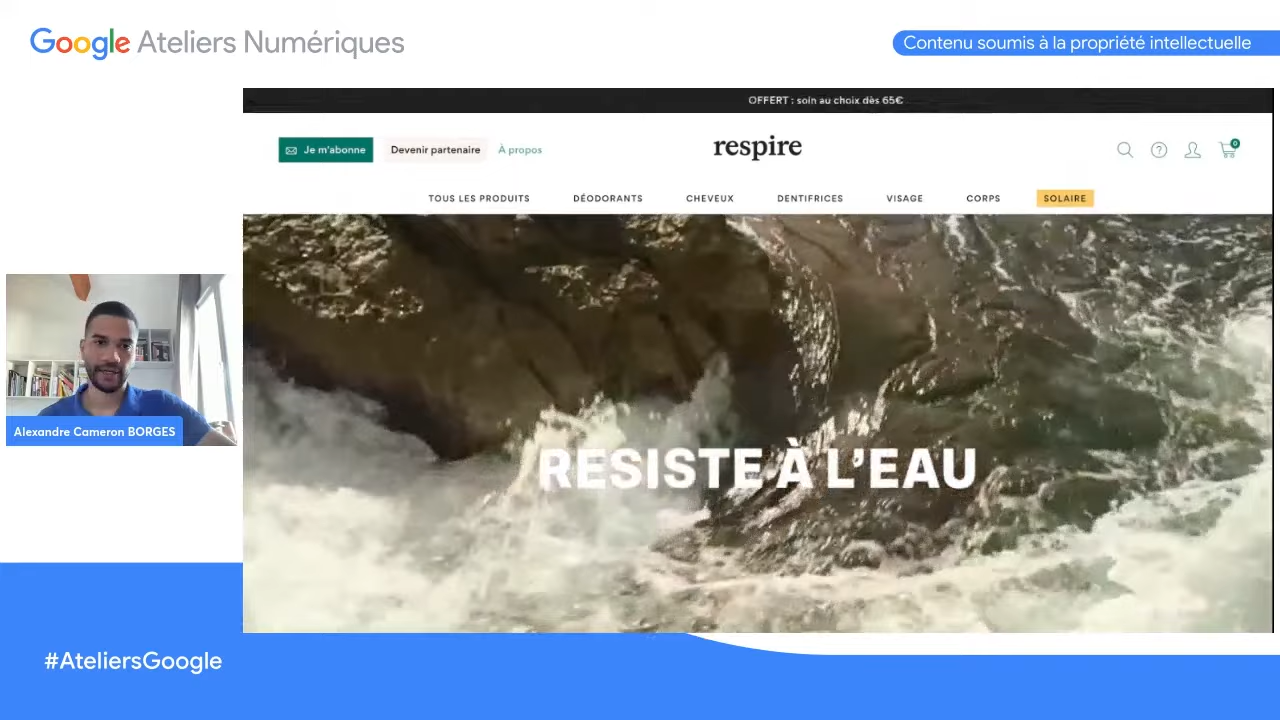 Google Ateliers Numériques
Contenu soumis à la propriété intellectuelle
OFFERT : soin au choix dès 65€
Je m'abonne
Devenir partenaire
À propos
respire
?
0
TOUS LES PRODUITS
DÉODORANTS
CHEVEUX
DENTIFRICES
VISAGE
CORPS
SOLAIRE
RESISTE À L'EAU
Alexandre Cameron BORGES
#AteliersGoogle